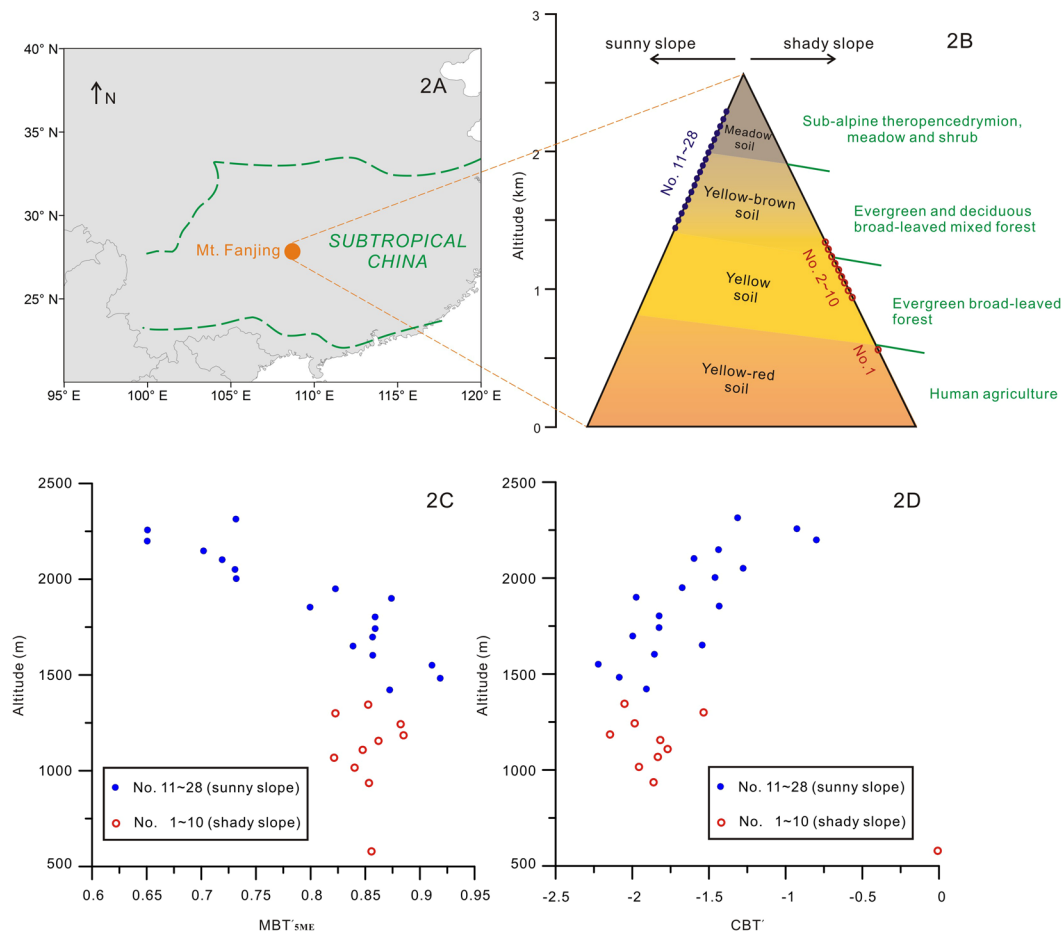 2A
40° N
35° N
30° N
25° N
95° E
100° E
105° E
110° E
115° E
120° E
N
Mt. Fanjing
SUBTROPICAL
CHINA
2B
sunny slope
shady slope
Altitude (km)
3
2
1
0
No. 11~28
No. 2~10
No.1
Meadow
soil
Yellow-brown
soil
Yellow
soil
Yellow-red
soil
Sub-alpine theropencedrymion,
meadow and shrub
Evergreen and deciduous
broad-leaved mixed forest
Evergreen broad-leaved
forest
Human agriculture
2C
Altitude (m)
2500
2000
1500
1000
500
0.6
0.65
0.7
0.75
0.8
0.85
0.9
0.95
MBT´5ME
No. 11~28 (sunny slope)
No. 1~10 (shady slope)
2D
Altitude (m)
2500
2000
1500
1000
500
-2.5
-2
-1.5
-1
-0.5
0
CBT´
No. 11~28 (sunny slope)
No. 1~10 (shady slope)